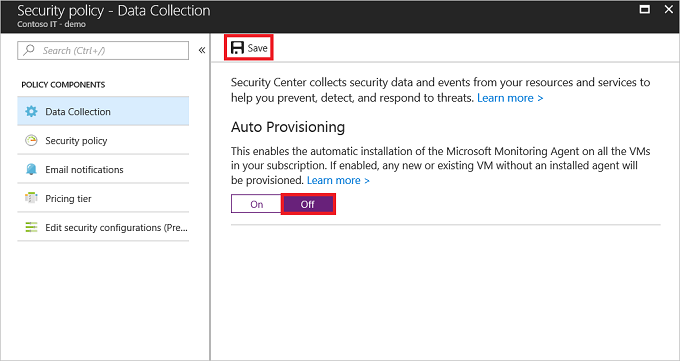 Security policy - Data Collection
Contoso IT - demo
Search (Ctrl+/)
POLICY COMPONENTS
Data Collection
Security policy
Email notifications
Pricing tier
Edit security configurations (Pre...
Save
Security Center collects security data and events from your resources and services to
help you prevent, detect, and respond to threats. Learn more >
Auto Provisioning
This enables the automatic installation of the Microsoft Monitoring Agent on all the VMs
in your subscription. If enabled, any new or existing VM without an installed agent will
be provisioned. Learn more >
On Off